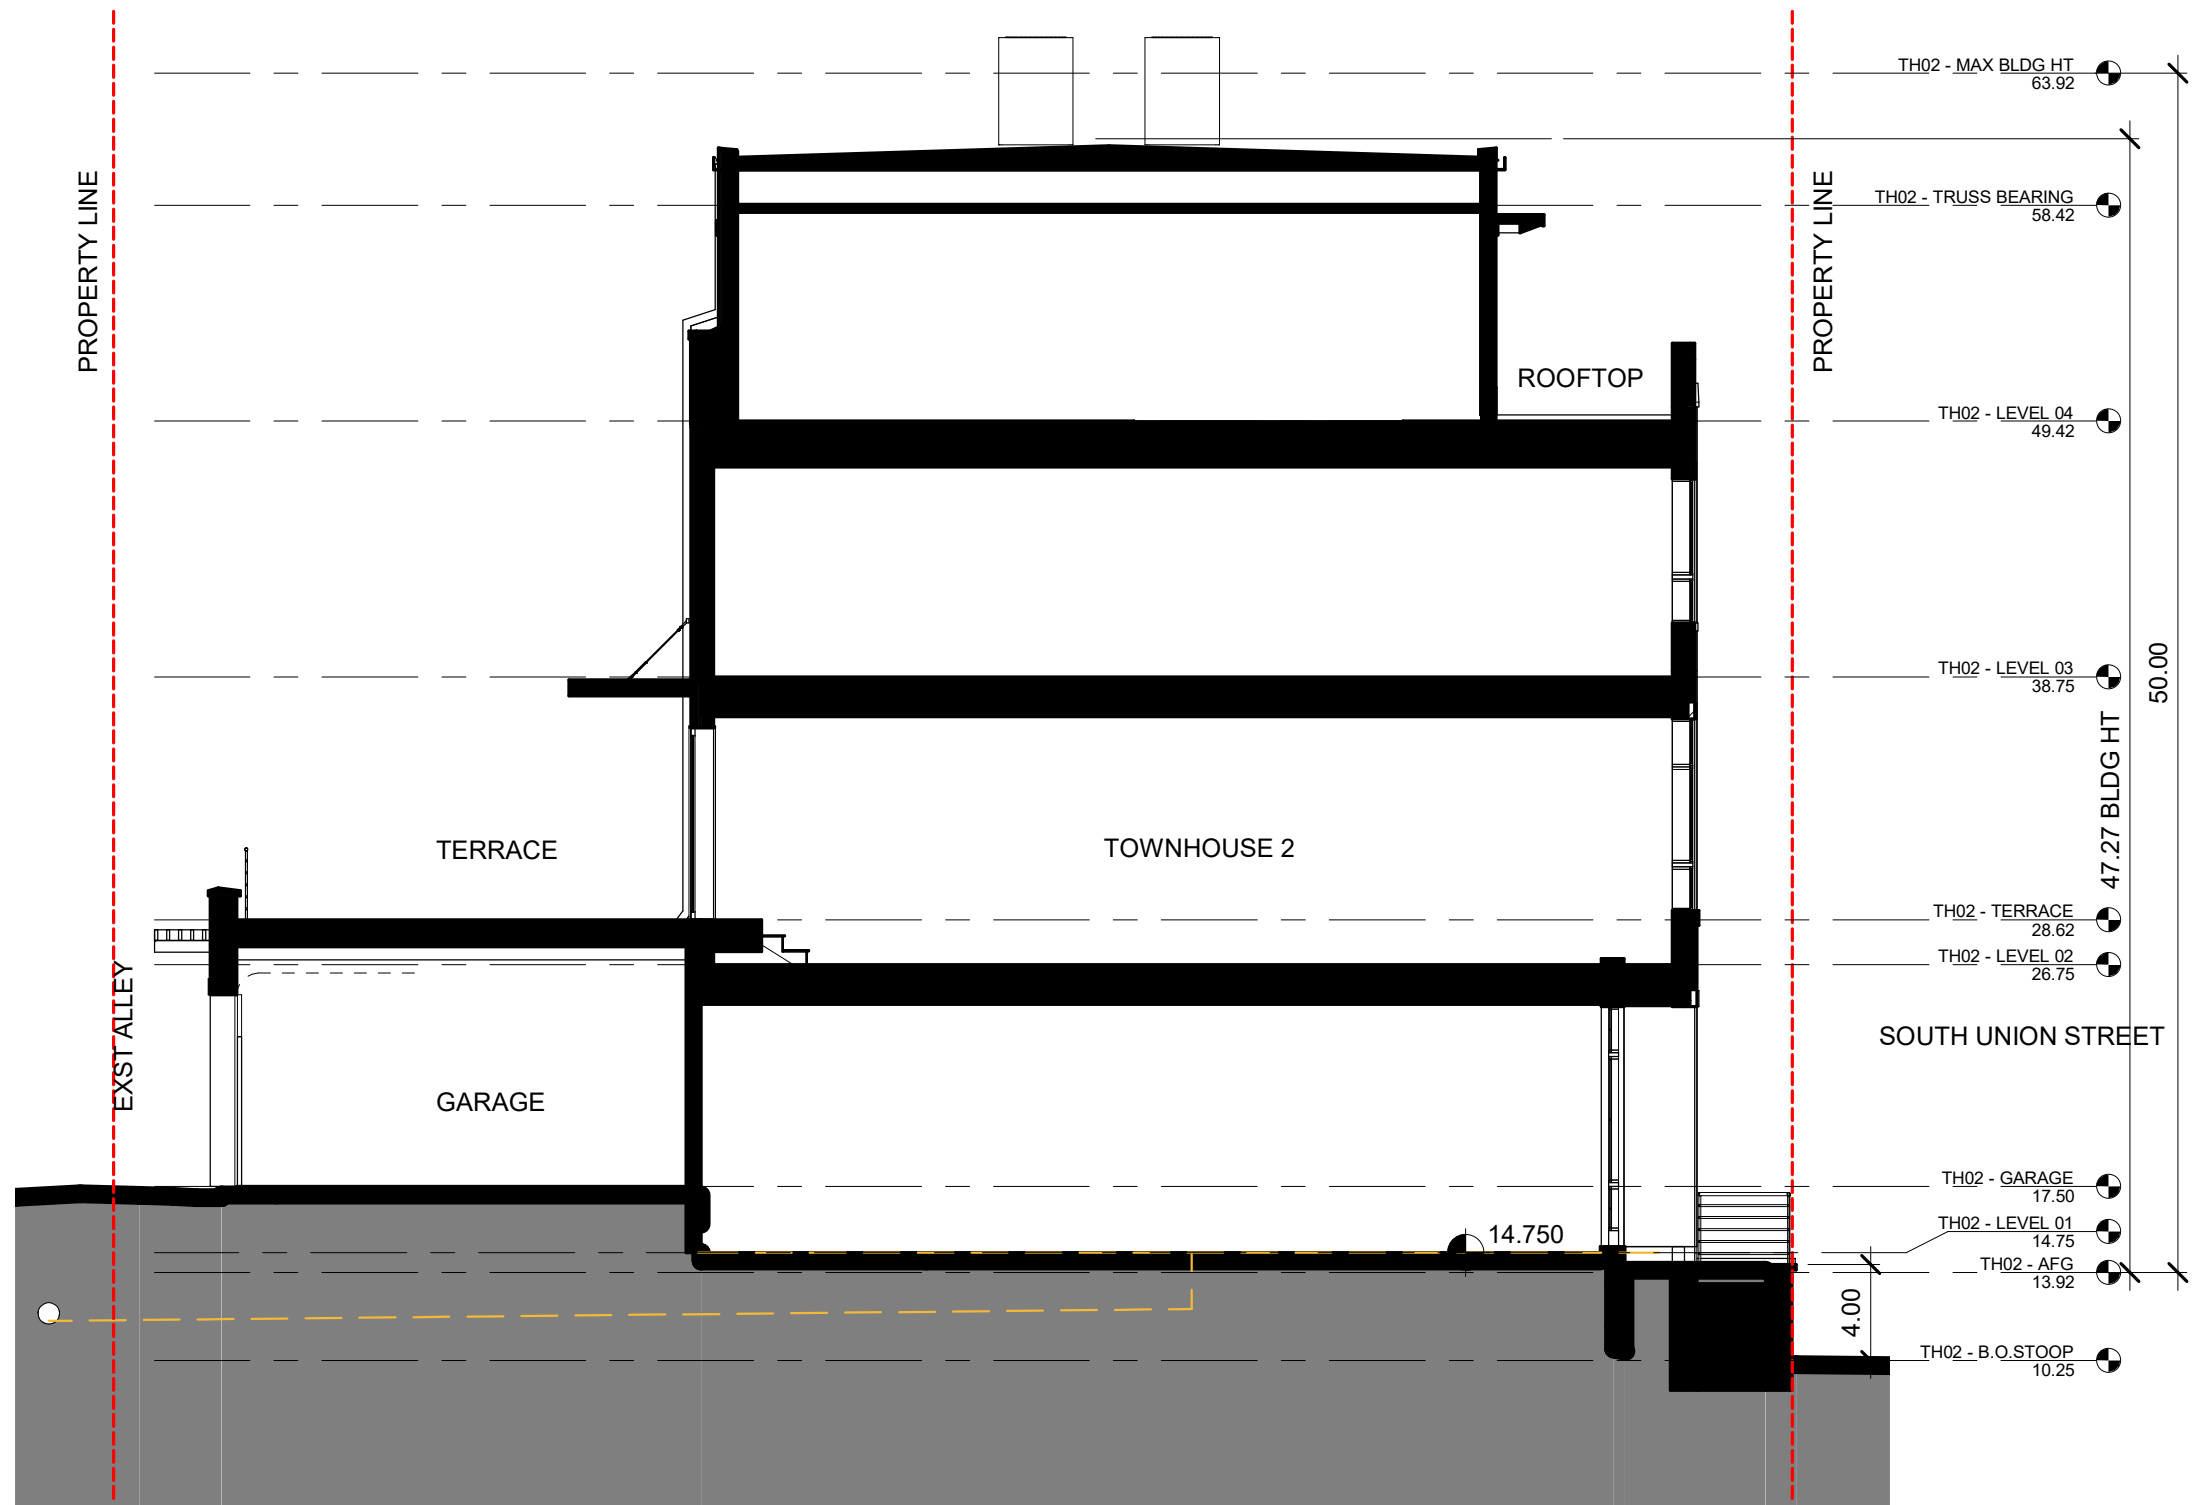 TH02 - MAX BLDG HT
63.92
PROPERTY LINE
PROPERTY LINE
TH02 - TRUSS BEARING
58.42
ROOFTOP
TH02 - LEVEL 04
49.42
TH02 - LEVEL 03
38.75
50.00
47.27 BLDG HT
TERRACE
TOWNHOUSE 2
TH02 - TERRACE
28.62
TH02 - LEVEL 02
26.75
EXST ALLEY
SOUTH UNION STREET
GARAGE
TH02 - GARAGE
17.50
14.750
TH02 - LEVEL 01
14.75
TH02 - AFG
13.92
4.00
TH02 - B.O.STOOP
10.25